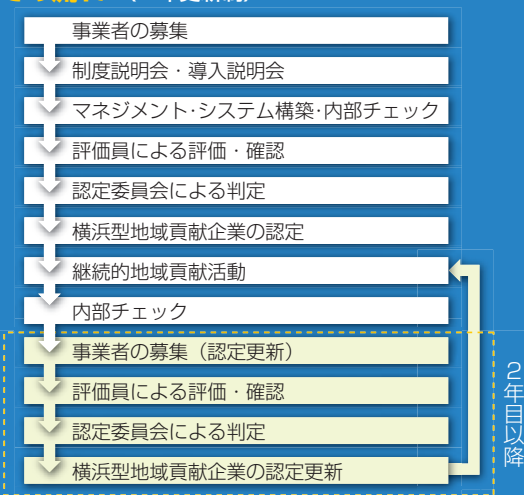 事業者の募集
制度説明会・導入説明会
マネジメント・システム構築・内部チェック
評価員による評価・確認
認定委員会による判定
横浜型地域貢献企業の認定
継続的地域貢献活動
内部チェック
事業者の募集（認定更新）
評価員による評価・確認
認定委員会による判定
横浜型地域貢献企業の認定更新
２年目以降